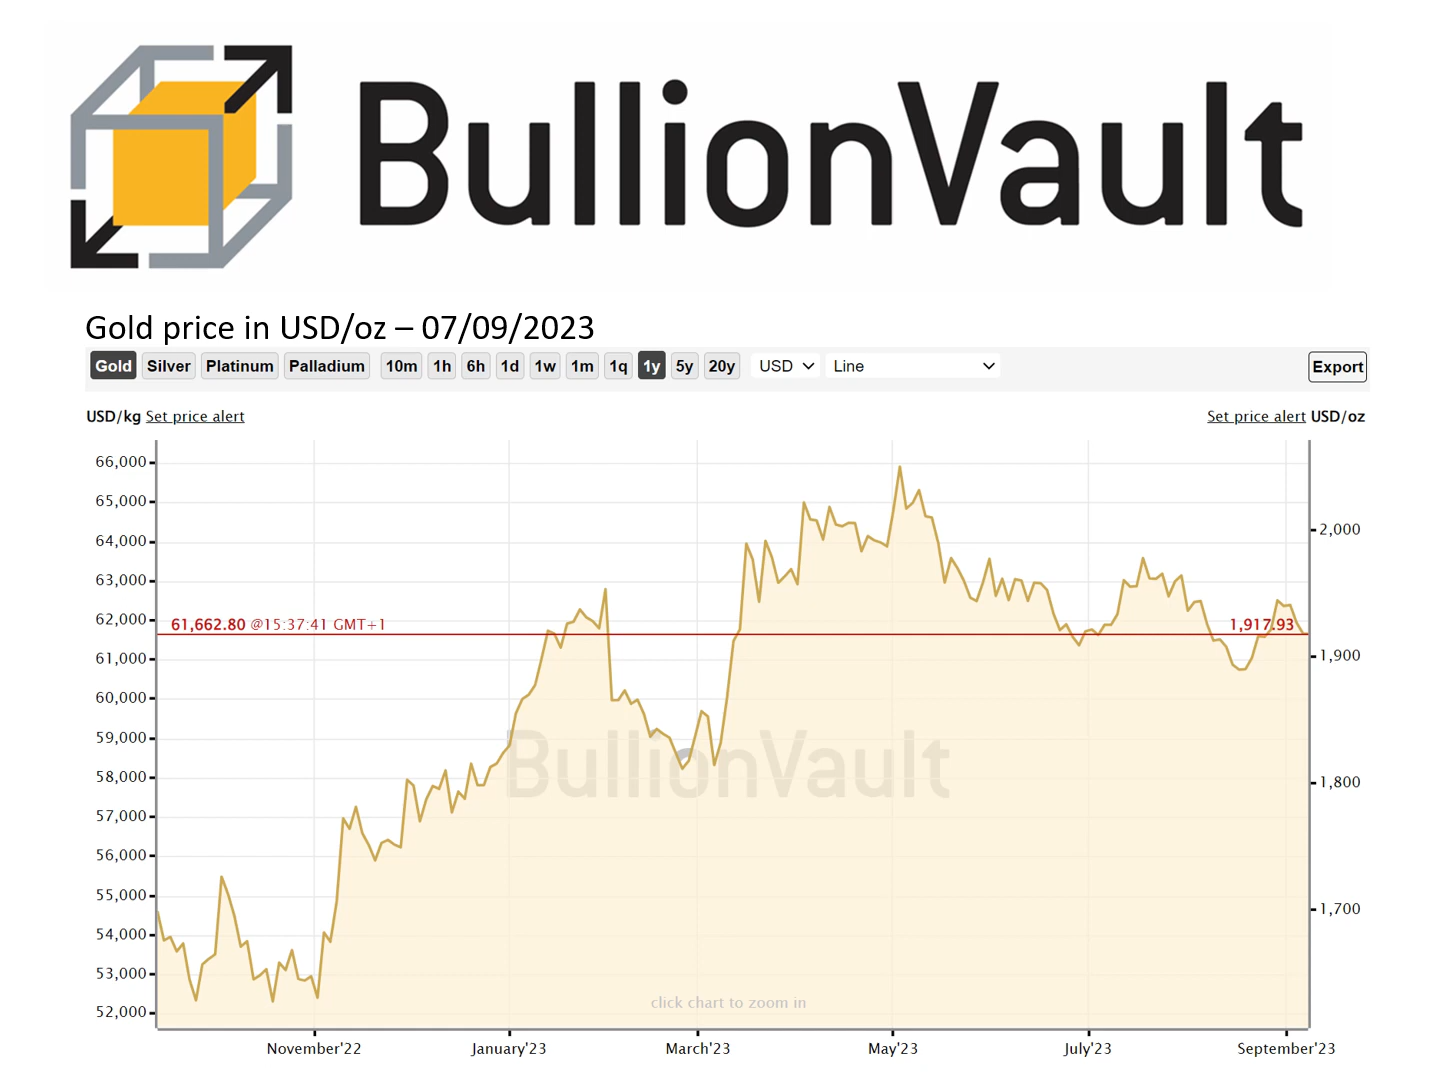 BullionVault
Gold price in USD/oz – 07/09/2023
Gold Silver Platinum Palladium 10m 1h 6h 1d 1w 1m 1q 1y 5y 20y USD Line Export
USD/kg Set price alert Set price alert USD/oz
66,000
65,000
2,000
64,000
63,000
62,000
61,662.80 @15:37:41 GMT+1 1,917.93
61,000 1,900
60,000
59,000
BullionVault
58,000 1,800
57,000
56,000
55,000
1,700
54,000
53,000
click chart to zoom in
52,000
November'22 January'23 March'23 May'23 July'23 September'23